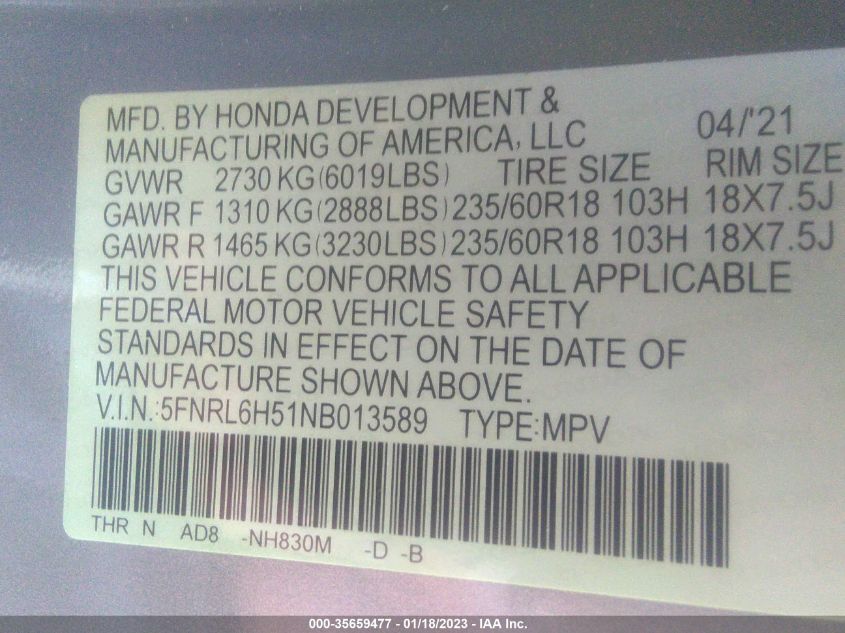 MFD. BY HONDA DEVELOPMENT &
MANUFACTURING OF AMERICA, LLC 04/'21
GVWR 2730 KG(6019LBS) TIRE SIZE RIM SIZE
GAWR F 1310 KG(2888LBS) 235/60R18 103H 18X7.5J
GAWR R 1465 KG(3230LBS) 235/60R18 103H 18X7.5J
THIS VEHICLE CONFORMS TO ALL APPLICABLE
FEDERAL MOTOR VEHICLE SAFETY
STANDARDS IN EFFECT ON THE DATE OF
MANUFACTURE SHOWN ABOVE.
V.I.N.:5FNRL6H51NB013589 TYPE:MPV
THR N AD8 -NH830M -D -B
000-35659477 — 01/18/2023 - IAA Inc.